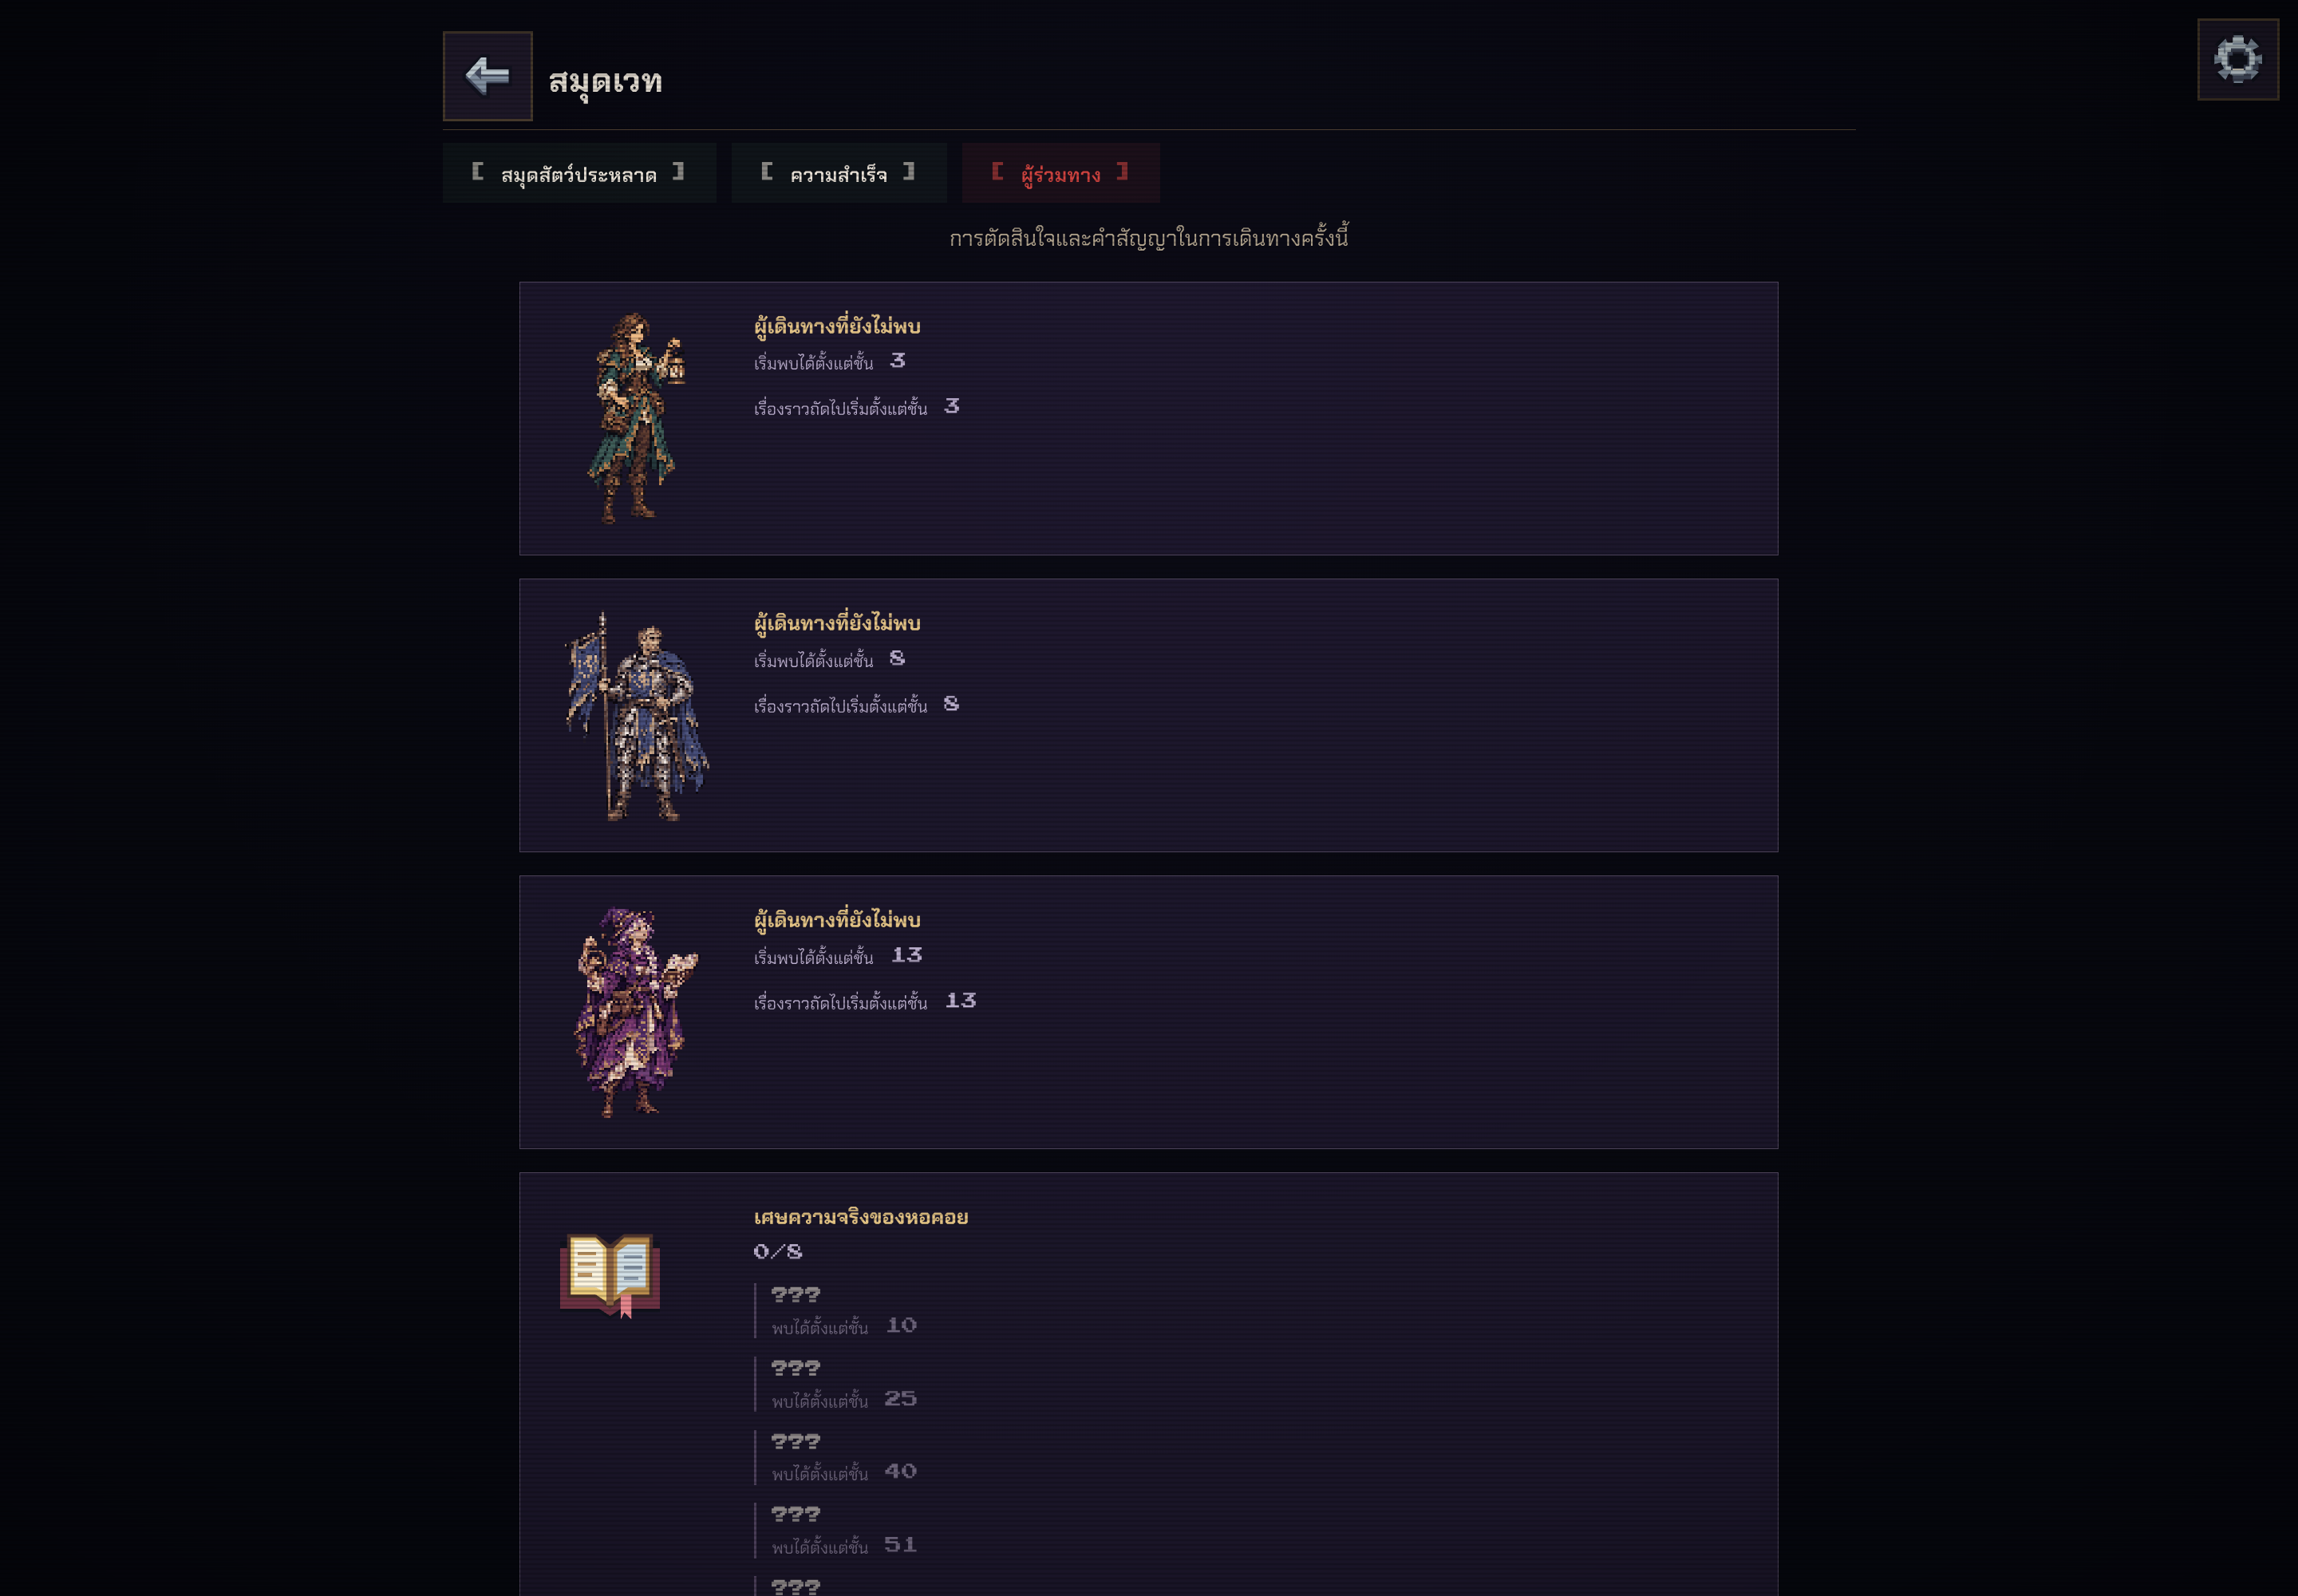 สมุดเวท
[ สมุดสัตว์ประหลาด ] [ ความสำเร็จ ] [ ผู้ร่วมทาง ]
การตัดสินใจและคำสัญญาในการเดินทางครั้งนี้
ผู้เดินทางที่ยังไม่พบ
เริ่มพบได้ตั้งแต่ชั้น 3
เรื่องราวถัดไปเริ่มตั้งแต่ชั้น 3
ผู้เดินทางที่ยังไม่พบ
เริ่มพบได้ตั้งแต่ชั้น 8
เรื่องราวถัดไปเริ่มตั้งแต่ชั้น 8
ผู้เดินทางที่ยังไม่พบ
เริ่มพบได้ตั้งแต่ชั้น 13
เรื่องราวถัดไปเริ่มตั้งแต่ชั้น 13
เศษความจริงของหอคอย
0/8
???
พบได้ตั้งแต่ชั้น 10
???
พบได้ตั้งแต่ชั้น 25
???
พบได้ตั้งแต่ชั้น 40
???
พบได้ตั้งแต่ชั้น 51
???